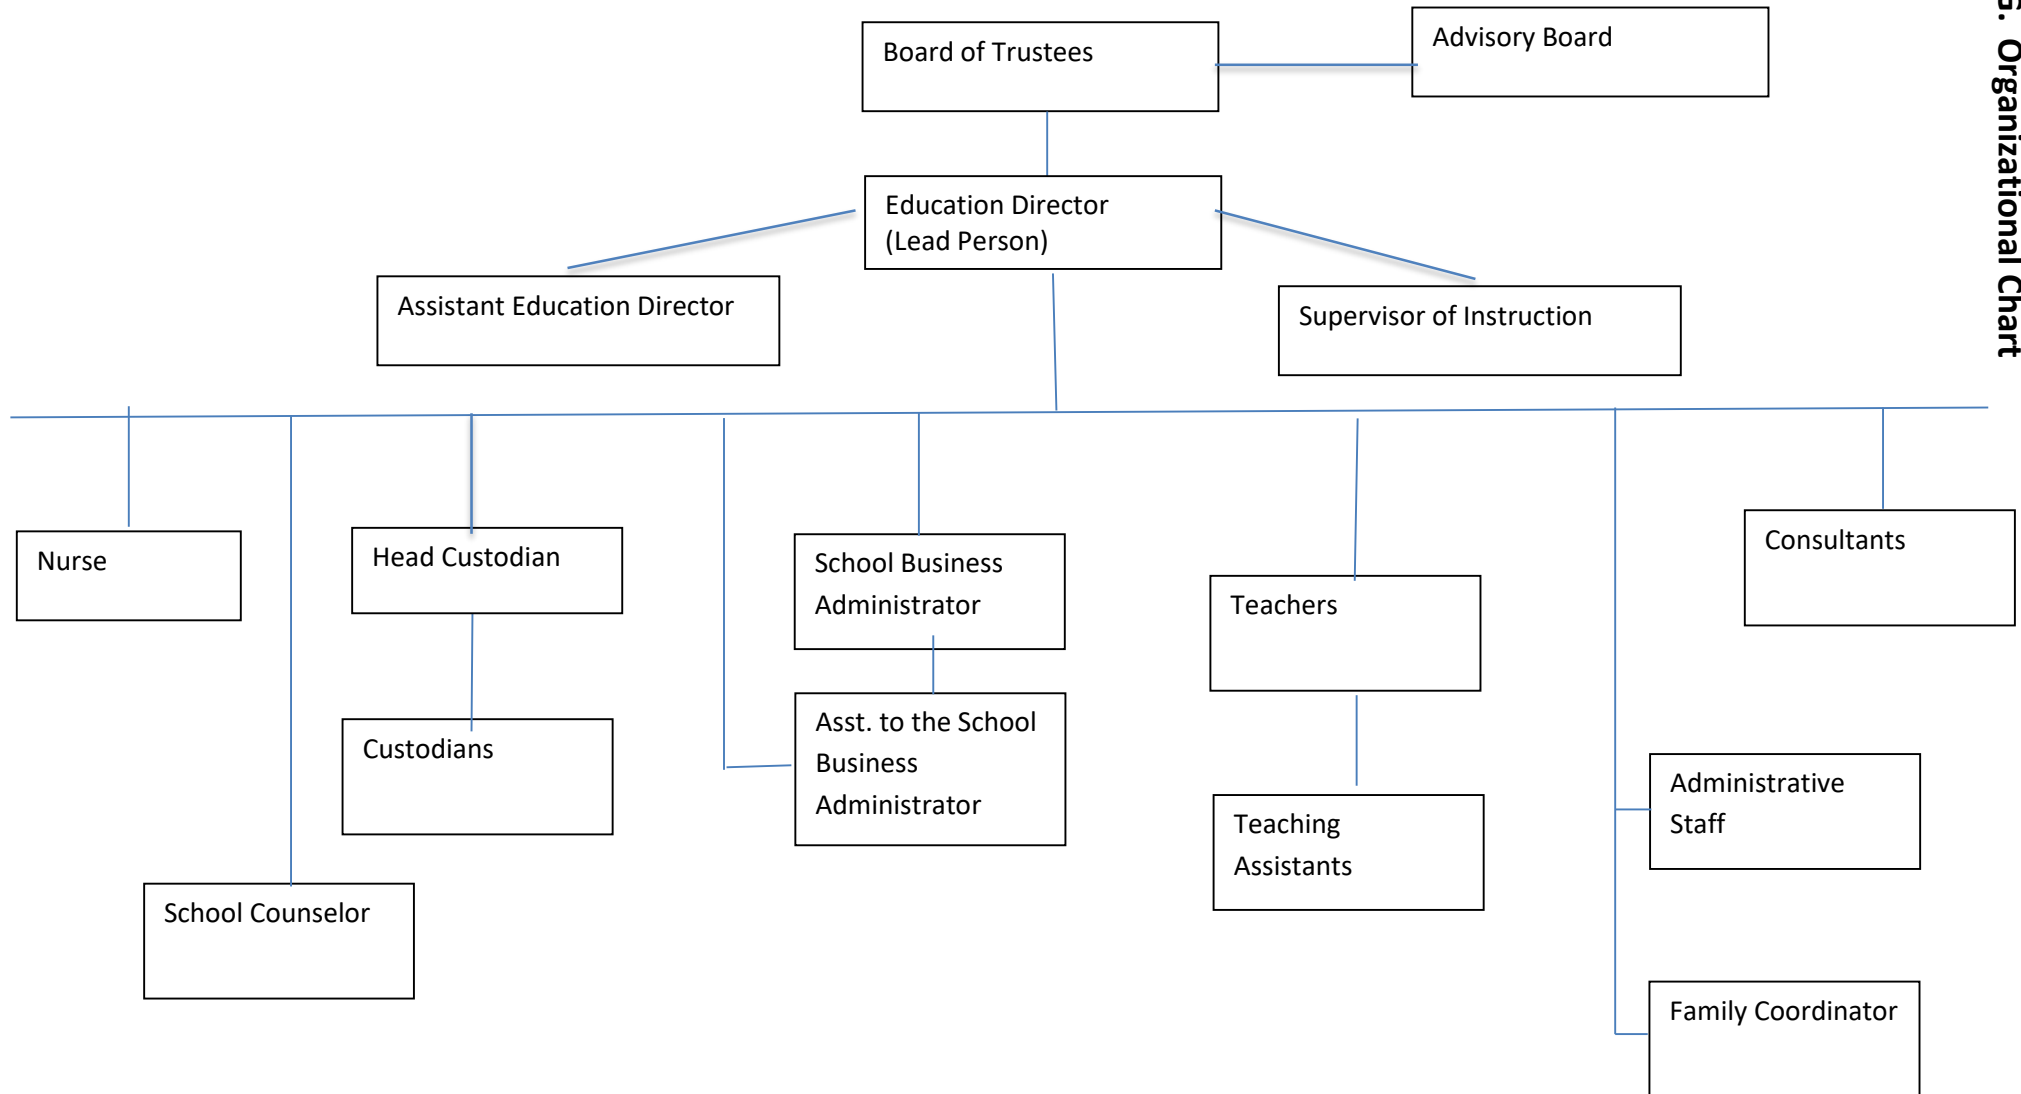 G. Organizational Chart
Board of Trustees
Advisory Board
Education Director
(Lead Person)
Assistant Education Director
Supervisor of Instruction
Nurse
Head Custodian
School Business
Administrator
Teachers
Consultants
Custodians
Asst. to the School
Business
Administrator
Teaching
Assistants
Administrative
Staff
School Counselor
Family Coordinator